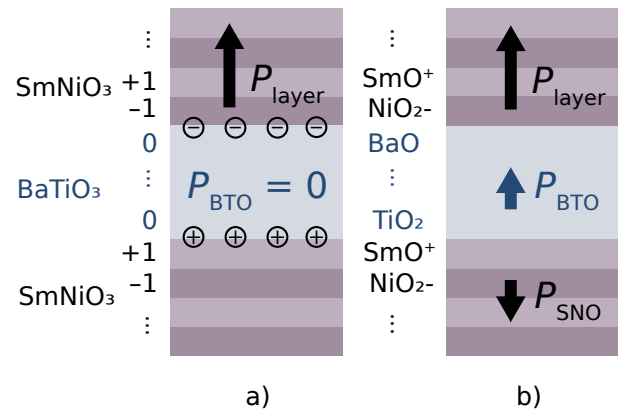 ⋮ ⋮
SmNiO₃ +1 P_layer SmO⁺ P_layer
–1 NiO₂-
− − − −
0 BaO
BaTiO₃ ⋮ P_BTO = 0 ⋮ P_BTO
0 TiO₂
+ + + +
+1 SmO⁺
SmNiO₃ –1 NiO₂- P_SNO
⋮ ⋮
a) b)